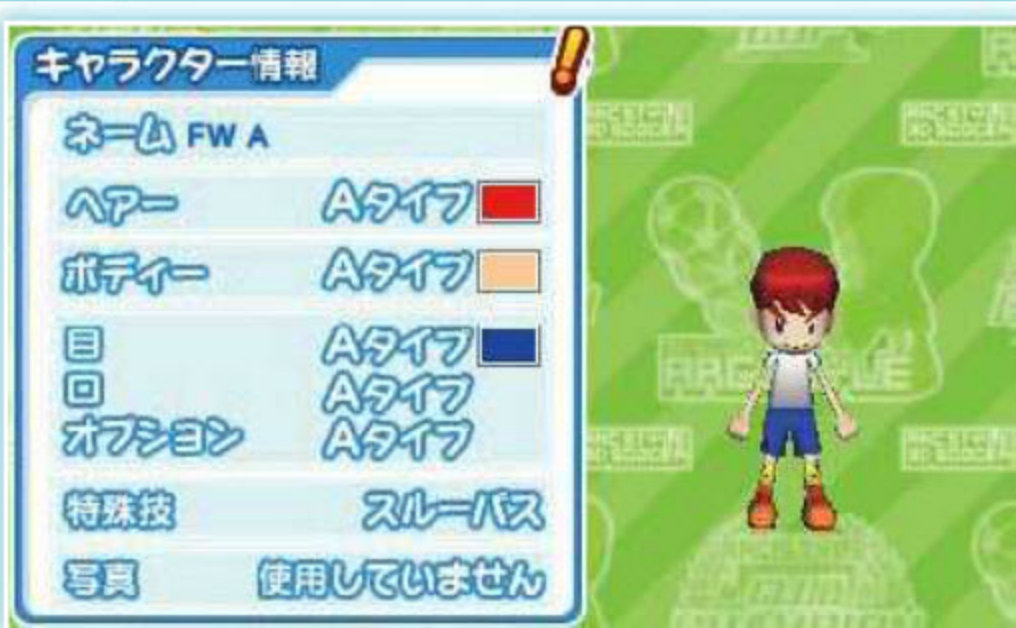 キャラクター情報
ネーム FW A
ヘアー Aタイプ
ボディー Aタイプ
目 Aタイプ
口 Aタイプ
オプション Aタイプ
特殊技 スルーパス
写真 使用していません